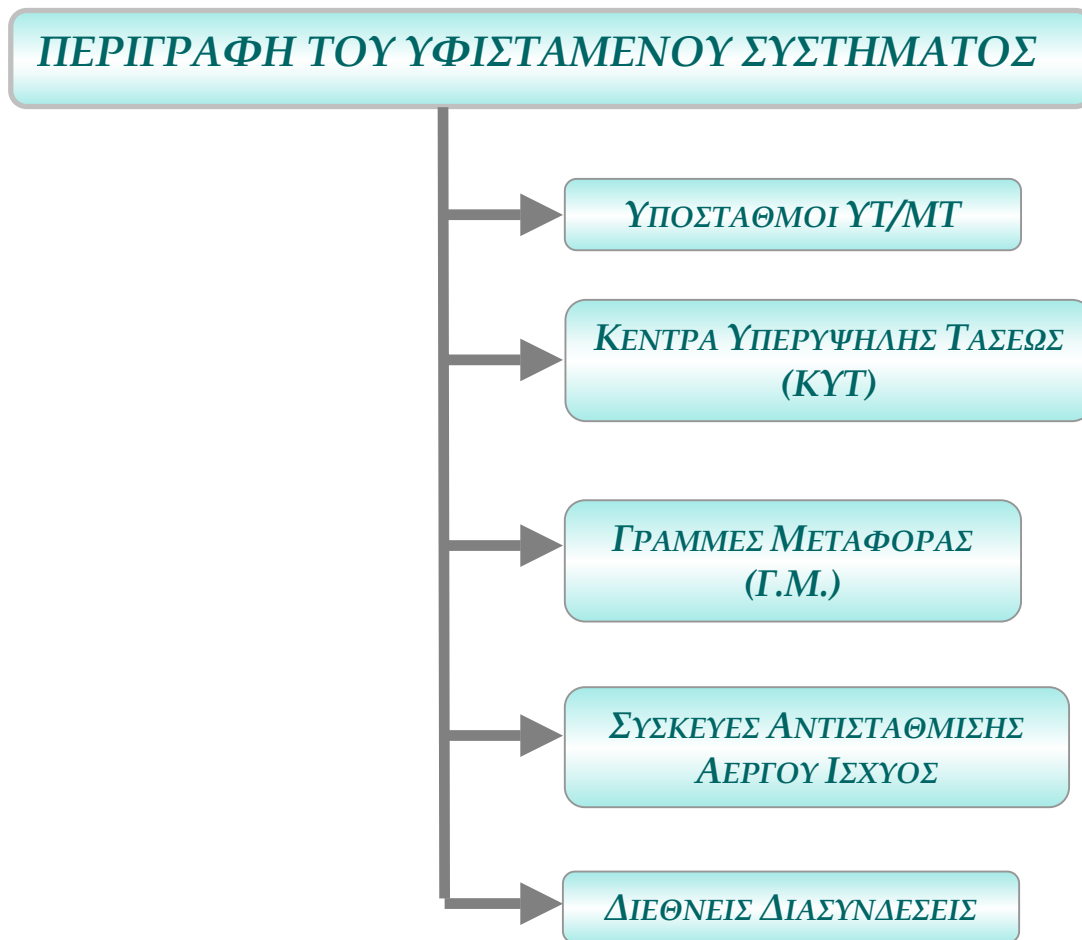 ΠΕΡΙΓΡΑΦΗ ΤΟΥ ΥΦΙΣΤΑΜΕΝΟΥ ΣΥΣΤΗΜΑΤΟΣ
ΥΠΟΣΤΑΘΜΟΙ ΥΤ/ΜΤ
ΚΕΝΤΡΑ ΥΠΕΡΥΨΗΛΗΣ ΤΑΣΕΩΣ
(ΚΥΤ)
ΓΡΑΜΜΕΣ ΜΕΤΑΦΟΡΑΣ
(Γ.Μ.)
ΣΥΣΚΕΥΕΣ ΑΝΤΙΣΤΑΘΜΙΣΗΣ
ΑΕΡΓΟΥ ΙΣΧΥΟΣ
ΔΙΕΘΝΕΙΣ ΔΙΑΣΥΝΔΕΣΕΙΣ